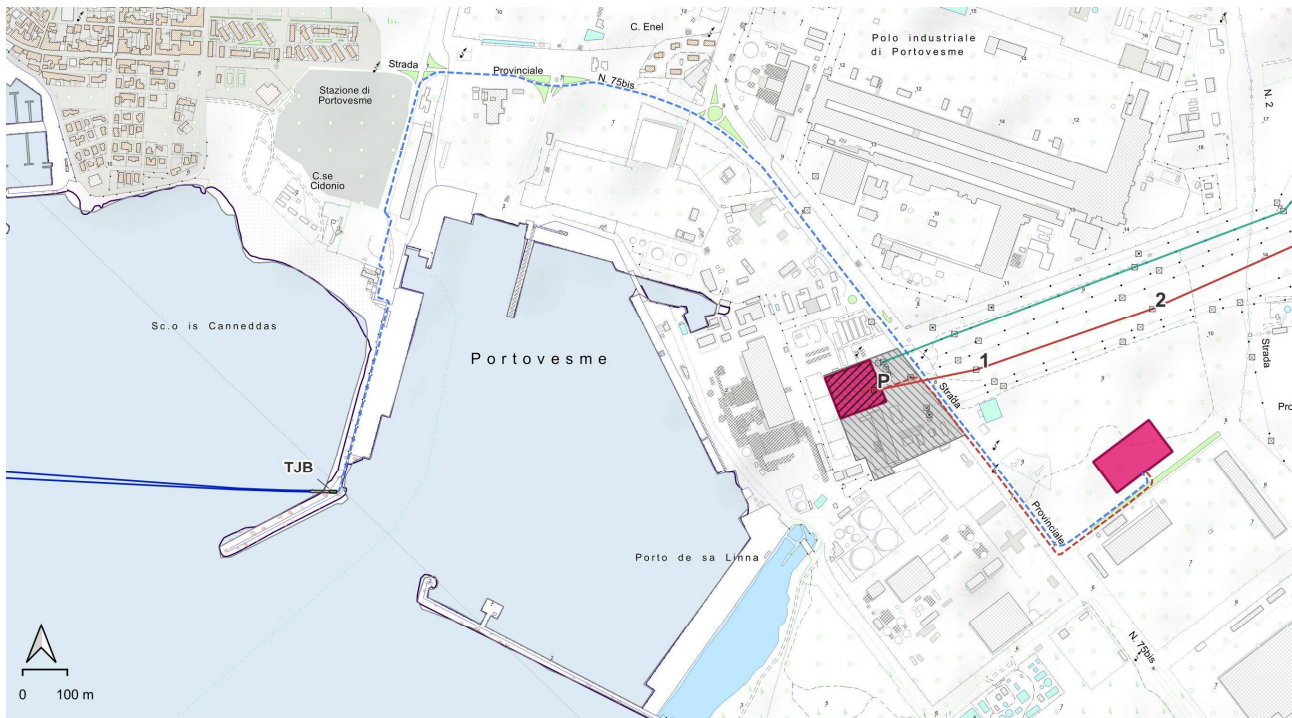 C. Enel
Polo industriale
di Portovesme
Strada
Provinciale
N. 75bis
Stazione di
Portovesme
N. 2
C.se
Cidonio
Sc.o is Canneddas
Portovesme
2
1
P
Strada
Strada
Pro
TJB
Provinciale
Porto de sa Linna
N. 75bis
0 100 m